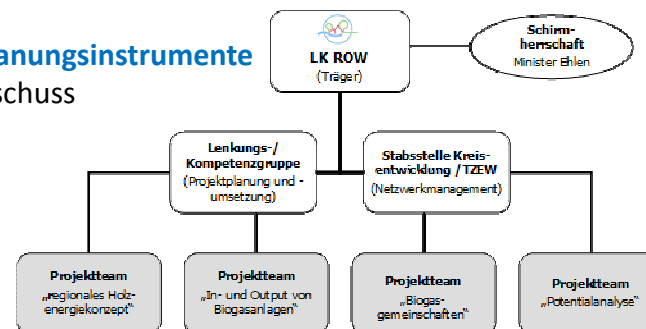 anungsinstrumente
schuss
LK ROW
(Träger)
Schirm-
herrschaft
Minister Ehlen
Lenkungs-/
Kompetenzgruppe
(Projektplanung und -
umsetzung)
Stabsstelle Kreis-
entwicklung / TZEW
(Netzwerkmanagement)
Projektteam
„regionales Holz-
energiekonzept"
Projektteam
„In- und Output von
Biogasanlagen"
Projektteam
„Biogas-
gemeinschaften"
Projektteam
„Potentialanalyse"